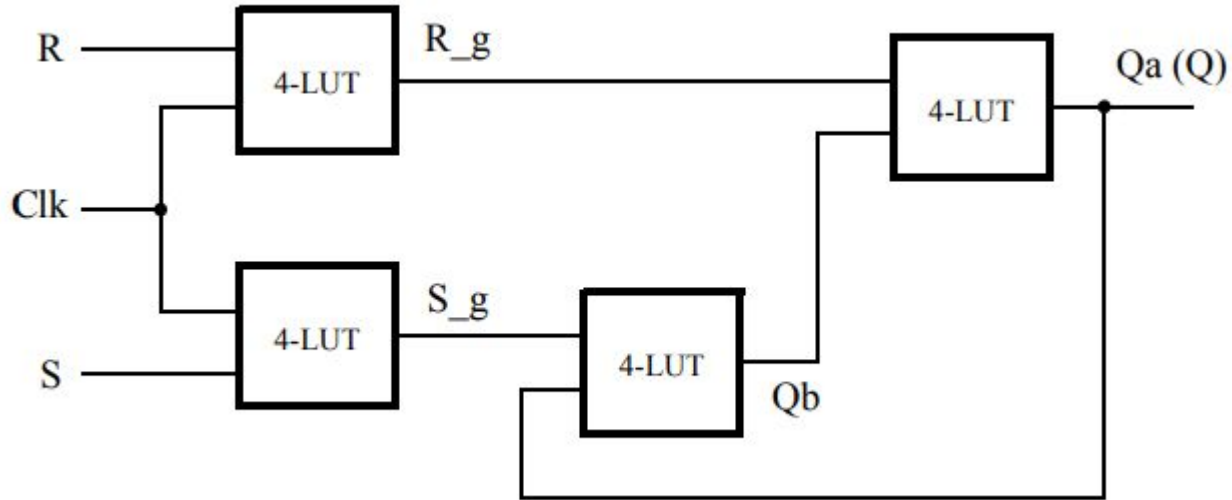 R
4-LUT
R_g
4-LUT
Qa (Q)
Clk
S
4-LUT
S_g
4-LUT
Qb